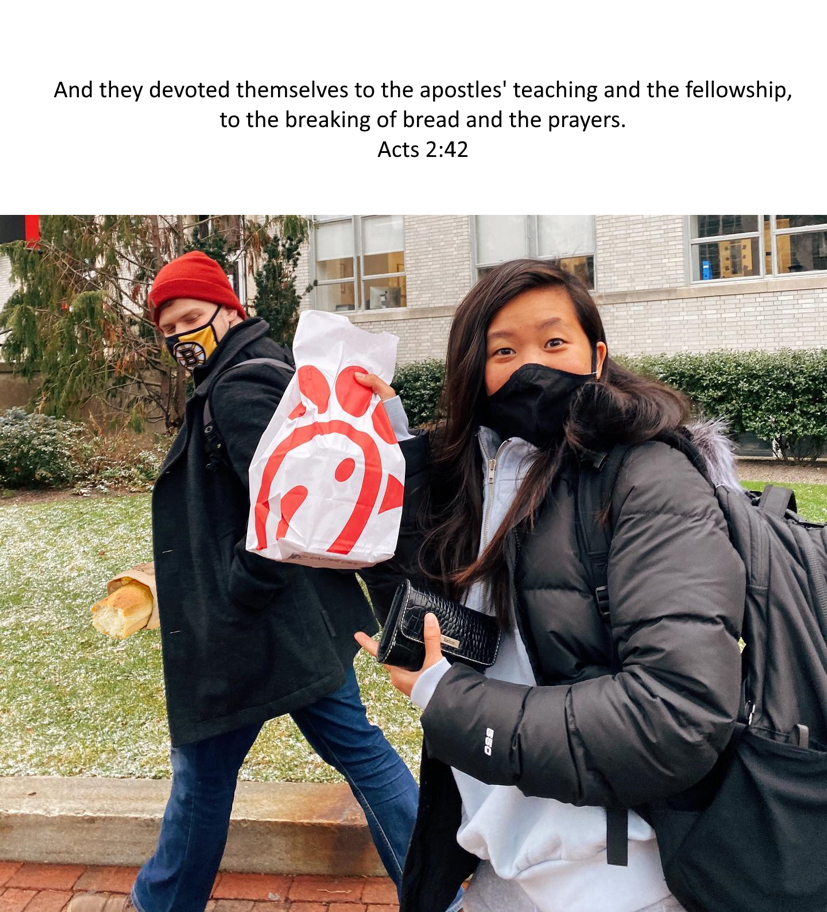 And they devoted themselves to the apostles' teaching and the fellowship,
to the breaking of bread and the prayers.
Acts 2:42
B